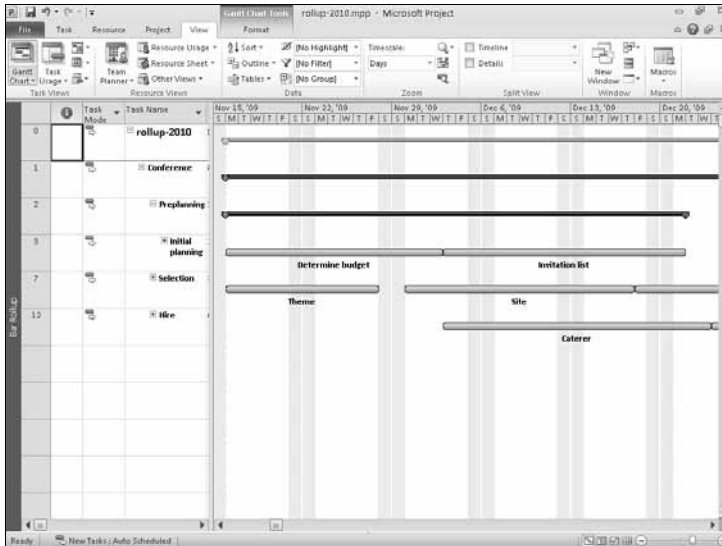 Gantt Chart Tools
rollup-2010.mpp - Microsoft Project
File Task Resource Project View Format
Gantt Chart
Task Usage
Team Planner
Resource Usage
Resource Sheet
Other Views
Sort
Outline
Tables
[No Highlight]
[No Filter]
[No Group]
Timescale:
Days
Timeline
Details
New Window
Macros
Task Views Resource Views Data Zoom Split View Window Macros
Task Mode Task Name
Nov 15, '09 Nov 22, '09 Nov 29, '09 Dec 6, '09 Dec 13, '09 Dec 20, '09
S M T W T F S S M T W T F S S M T W T F S S M T W T F S S M T W T F S S M T W T
0 rollup-2010
1 Conference
2 Preplanning
3 Initial planning
Determine budget Invitation list
7 Selection
Theme Site
12 Hire
Caterer
Bar Rollup
Ready New Tasks : Auto Scheduled